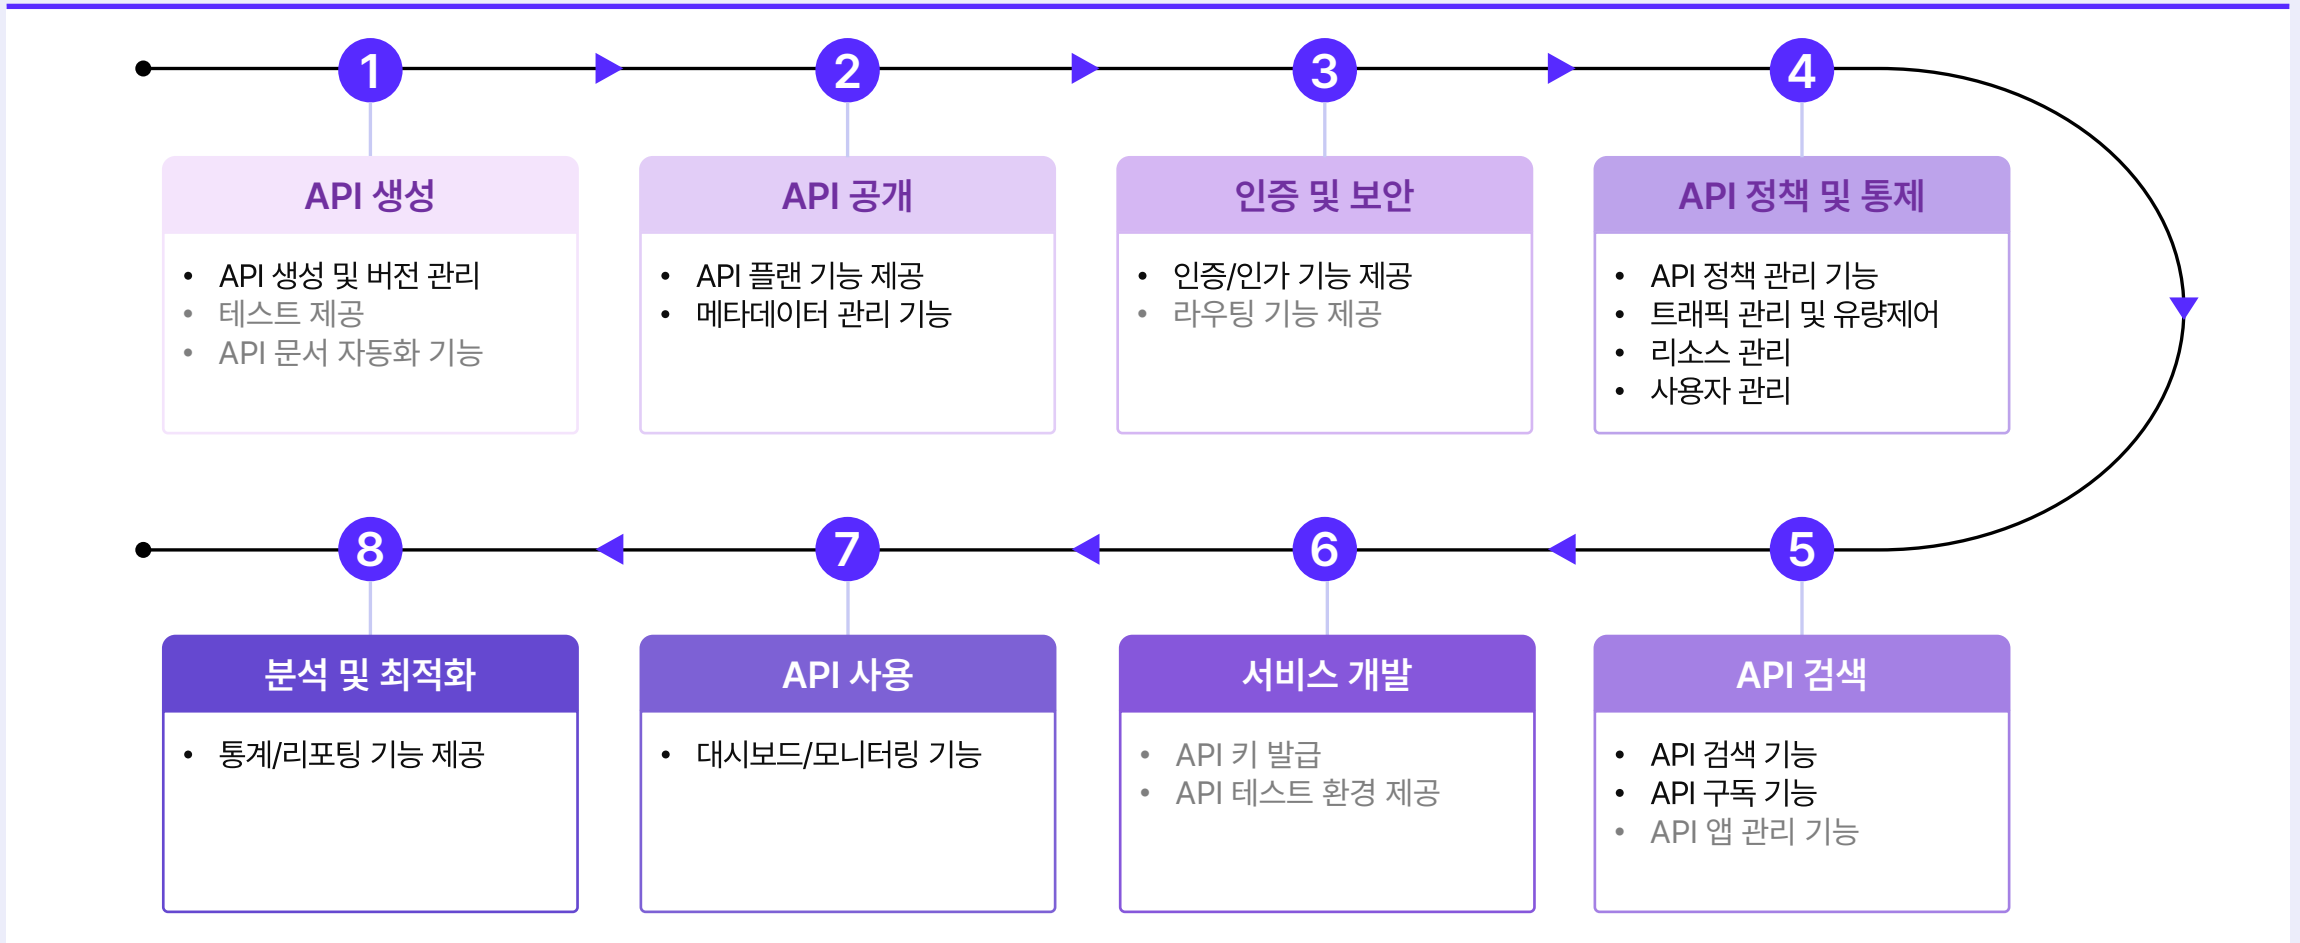 1
2
3
4
API 생성
• API 생성 및 버전 관리
• 테스트 제공
• API 문서 자동화 기능
API 공개
• API 플랜 기능 제공
• 메타데이터 관리 기능
인증 및 보안
• 인증/인가 기능 제공
• 라우팅 기능 제공
API 정책 및 통제
• API 정책 관리 기능
• 트래픽 관리 및 유량제어
• 리소스 관리
• 사용자 관리
5
6
7
8
API 검색
• API 검색 기능
• API 구독 기능
• API 앱 관리 기능
서비스 개발
• API 키 발급
• API 테스트 환경 제공
API 사용
• 대시보드/모니터링 기능
분석 및 최적화
• 통계/리포팅 기능 제공